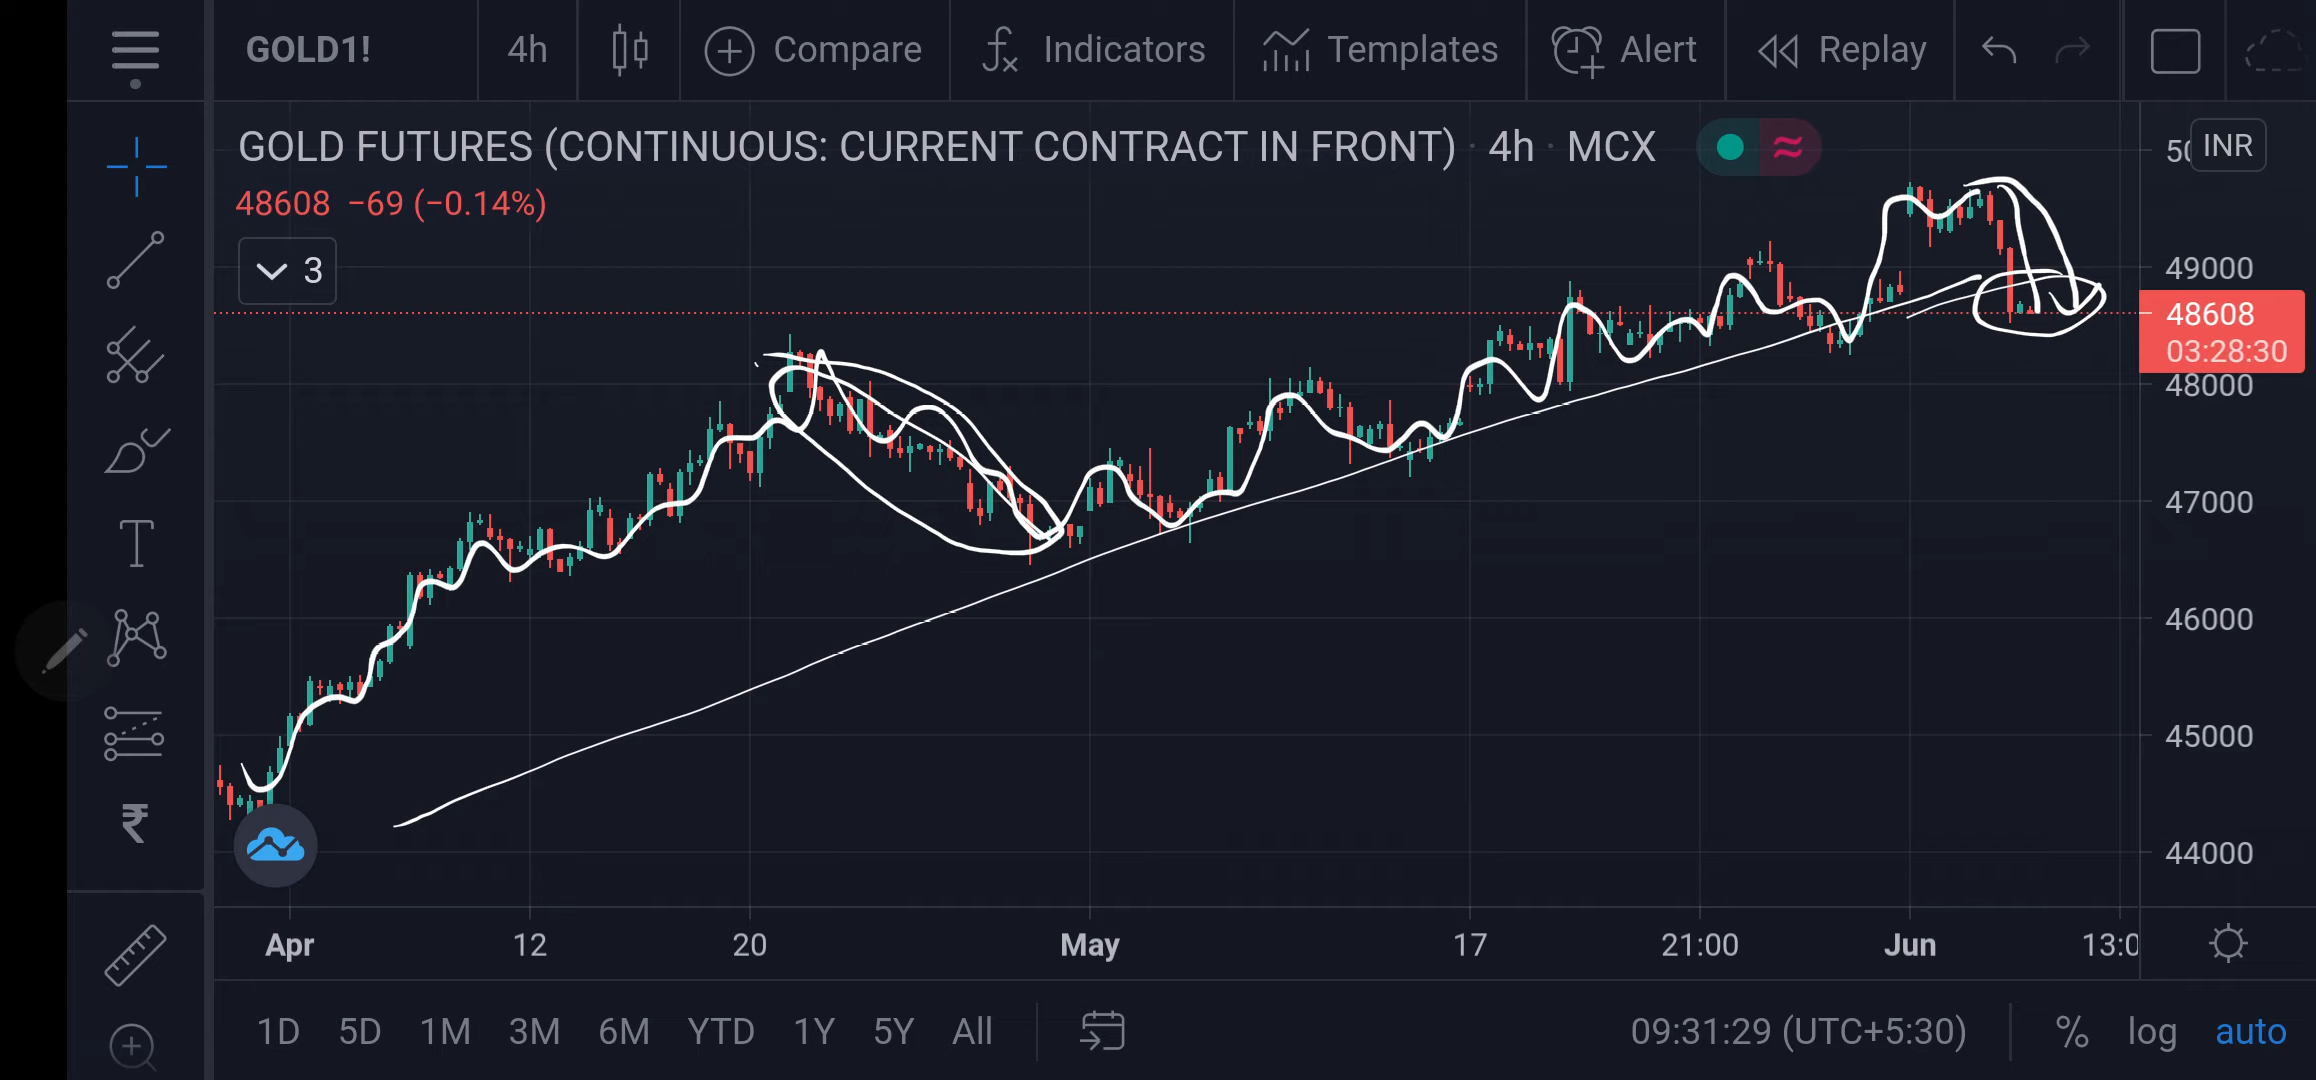 GOLD1! 4h Compare Indicators Templates Alert Replay
GOLD FUTURES (CONTINUOUS: CURRENT CONTRACT IN FRONT) · 4h · MCX
INR
48608 −69 (−0.14%)
3
49000
48608
03:28:30
48000
47000
46000
45000
44000
T
₹
Apr 12 20 May 17 21:00 Jun
1D 5D 1M 3M 6M YTD 1Y 5Y All 09:31:29 (UTC+5:30) % log auto